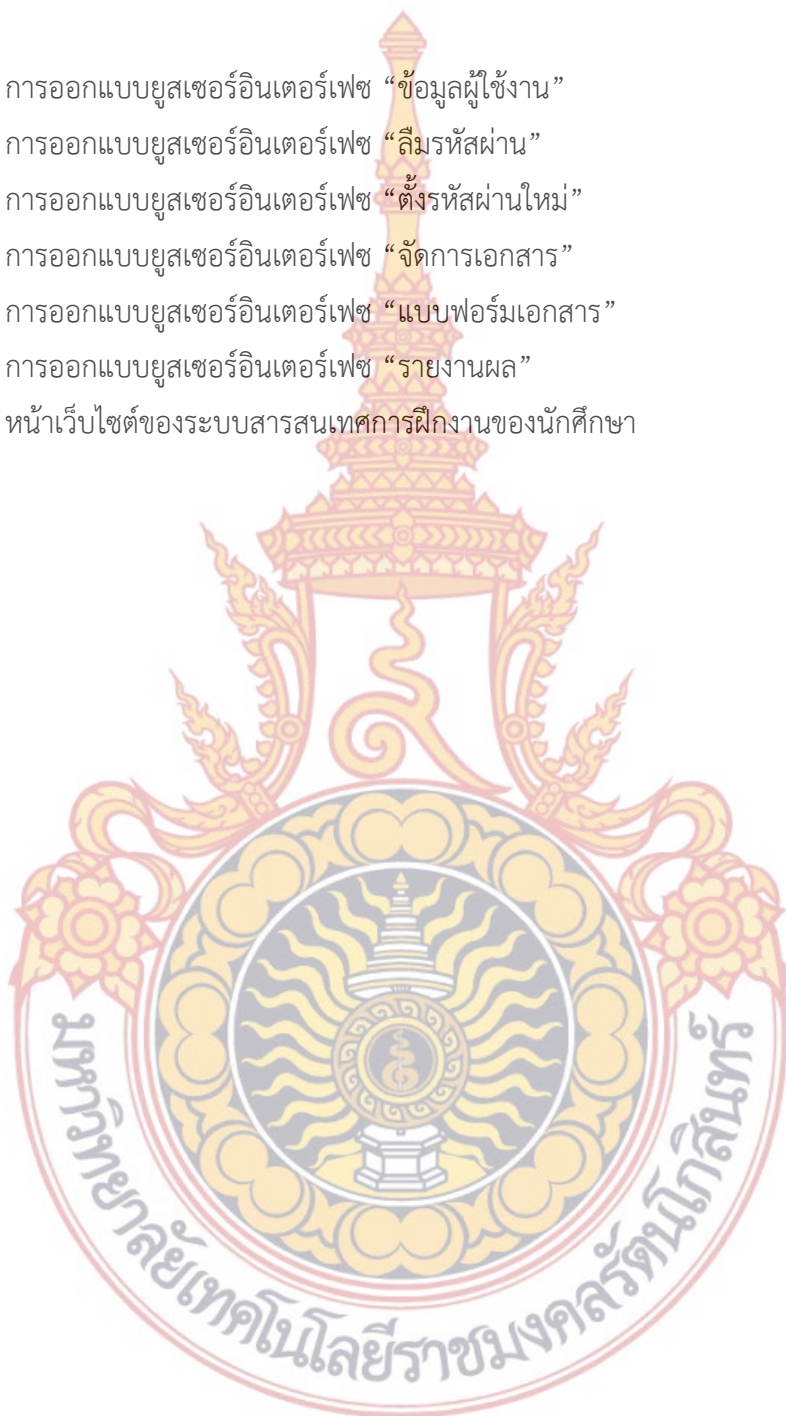 การออกแบบยูสเซอร์อินเตอร์เฟซ “ข้อมูลผู้ใช้งาน”
การออกแบบยูสเซอร์อินเตอร์เฟซ “ลืมรหัสผ่าน”
การออกแบบยูสเซอร์อินเตอร์เฟซ “ตั้งรหัสผ่านใหม่”
การออกแบบยูสเซอร์อินเตอร์เฟซ “จัดการเอกสาร”
การออกแบบยูสเซอร์อินเตอร์เฟซ “แบบฟอร์มเอกสาร”
การออกแบบยูสเซอร์อินเตอร์เฟซ “รายงานผล”
หน้าเว็บไซต์ของระบบสารสนเทศการฝึกงานของนักศึกษา
มหาวิทยาลัยเทคโนโลยีราชมงคลรัตนโกสินทร์